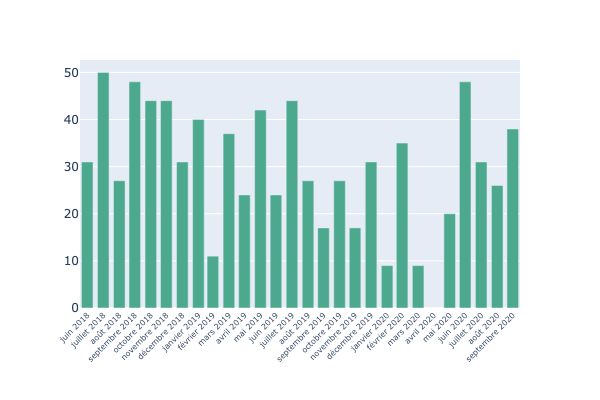 50
40
30
20
10
0
juin 2018
juillet 2018
août 2018
septembre 2018
octobre 2018
novembre 2018
décembre 2018
janvier 2019
février 2019
mars 2019
avril 2019
mai 2019
juin 2019
juillet 2019
août 2019
septembre 2019
octobre 2019
novembre 2019
décembre 2019
janvier 2020
février 2020
mars 2020
avril 2020
mai 2020
juin 2020
juillet 2020
août 2020
septembre 2020